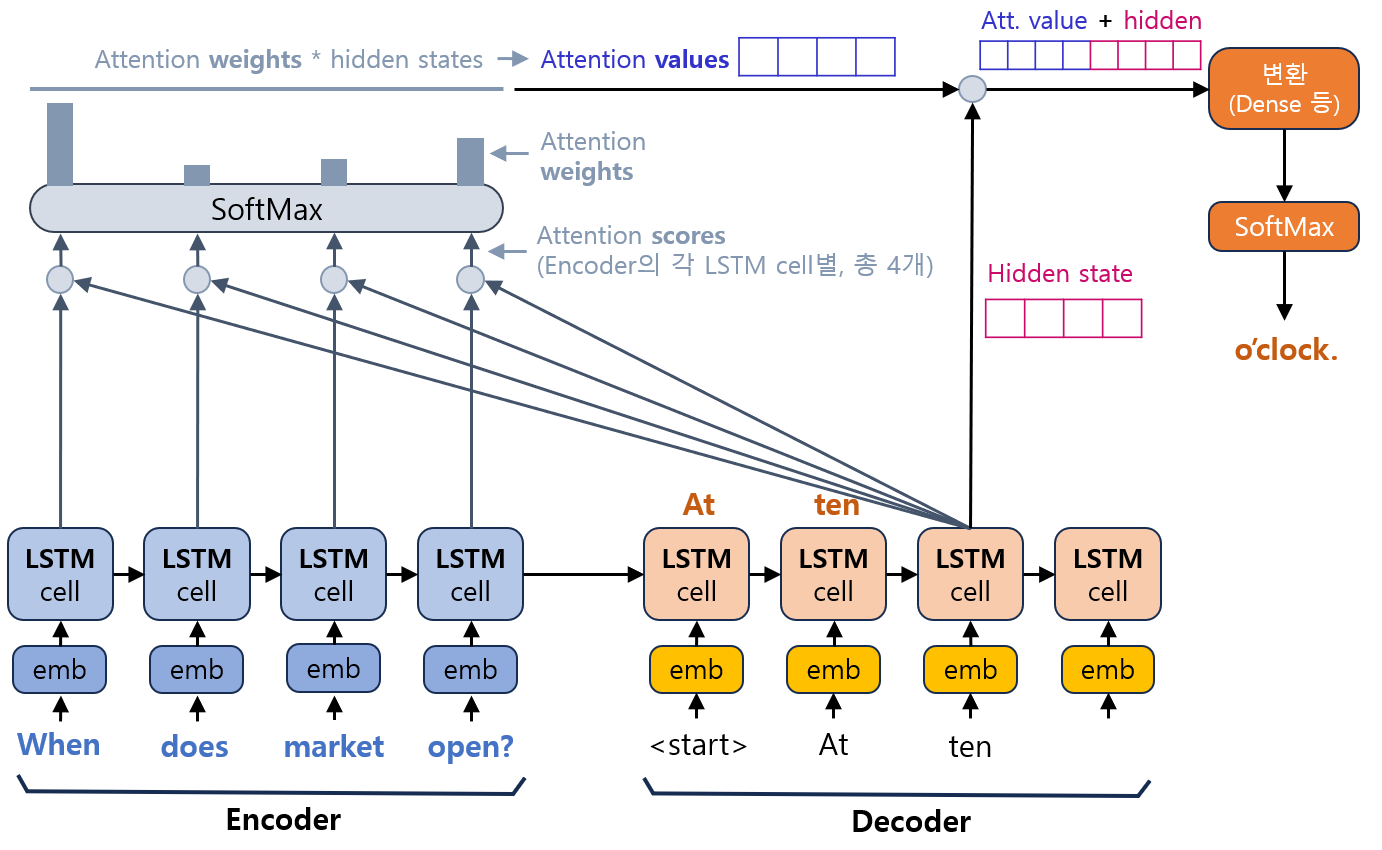 Att. value + hidden
Attention weights * hidden states
Attention values
변환
(Dense 등)
Attention
weights
SoftMax
SoftMax
Attention scores
(Encoder의 각 LSTM cell별, 총 4개)
Hidden state
o’clock.
At
ten
LSTM
cell
LSTM
cell
LSTM
cell
LSTM
cell
LSTM
cell
LSTM
cell
LSTM
cell
LSTM
cell
emb
emb
emb
emb
emb
emb
emb
emb
When
does
market
open?
<start>
At
ten
Encoder
Decoder